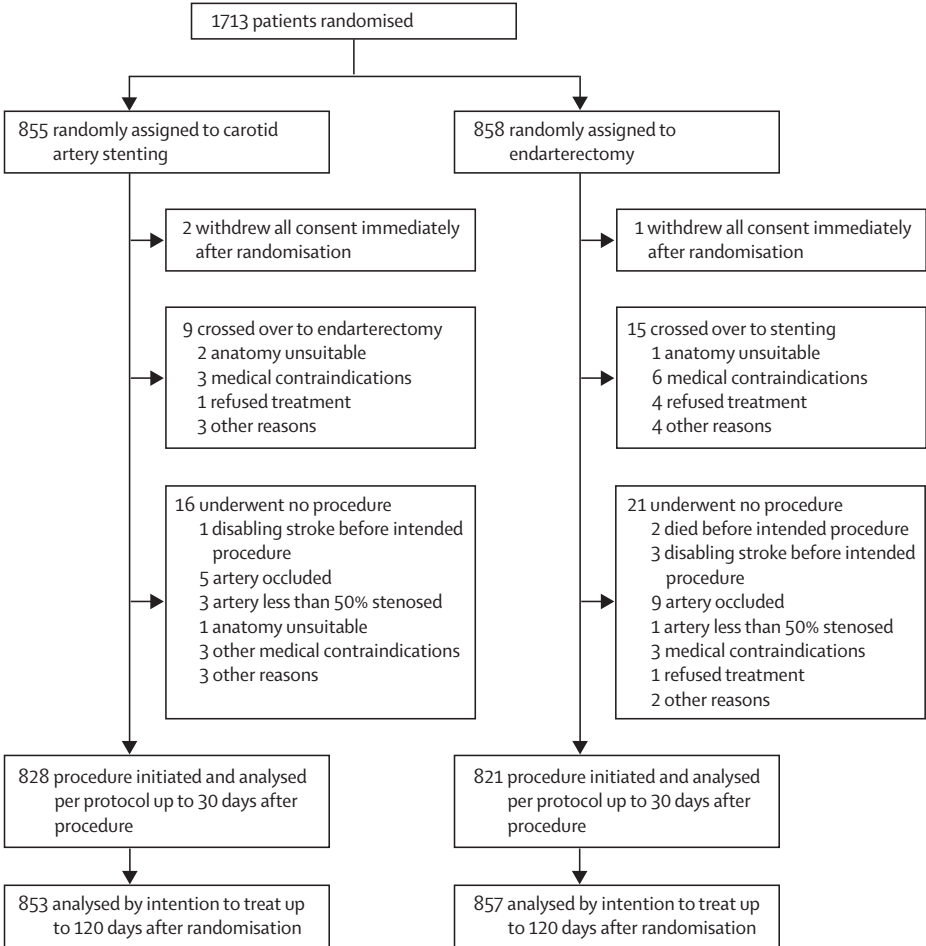 1713 patients randomised
855 randomly assigned to carotid
artery stenting
858 randomly assigned to
endarterectomy
2 withdrew all consent immediately
after randomisation
1 withdrew all consent immediately
after randomisation
9 crossed over to endarterectomy
2 anatomy unsuitable
3 medical contraindications
1 refused treatment
3 other reasons
15 crossed over to stenting
1 anatomy unsuitable
6 medical contraindications
4 refused treatment
4 other reasons
16 underwent no procedure
1 disabling stroke before intended
procedure
5 artery occluded
3 artery less than 50% stenosed
1 anatomy unsuitable
3 other medical contraindications
3 other reasons
21 underwent no procedure
2 died before intended procedure
3 disabling stroke before intended
procedure
9 artery occluded
1 artery less than 50% stenosed
3 medical contraindications
1 refused treatment
2 other reasons
828 procedure initiated and analysed
per protocol up to 30 days after
procedure
821 procedure initiated and analysed
per protocol up to 30 days after
procedure
853 analysed by intention to treat up
to 120 days after randomisation
857 analysed by intention to treat up
to 120 days after randomisation